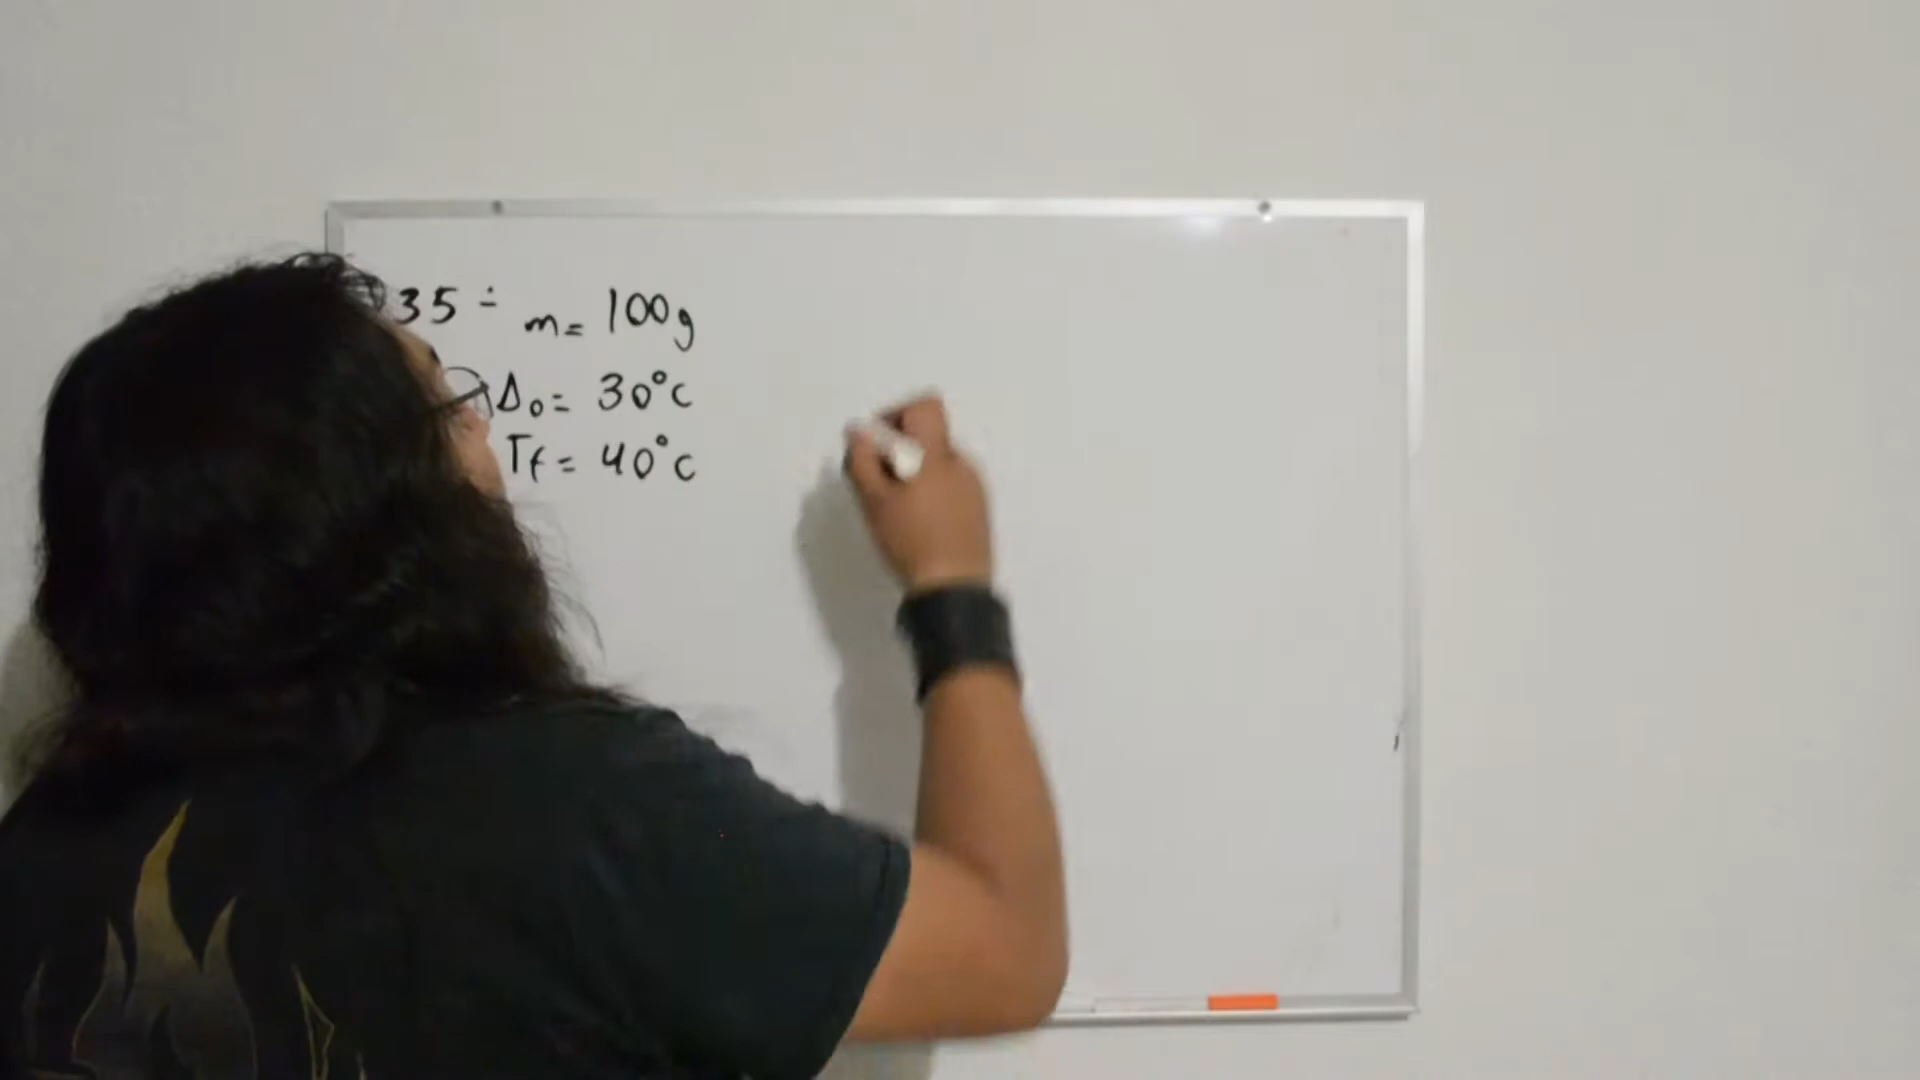 35 ÷ m= 100g
Δ₀= 30°c
Tf = 40°c